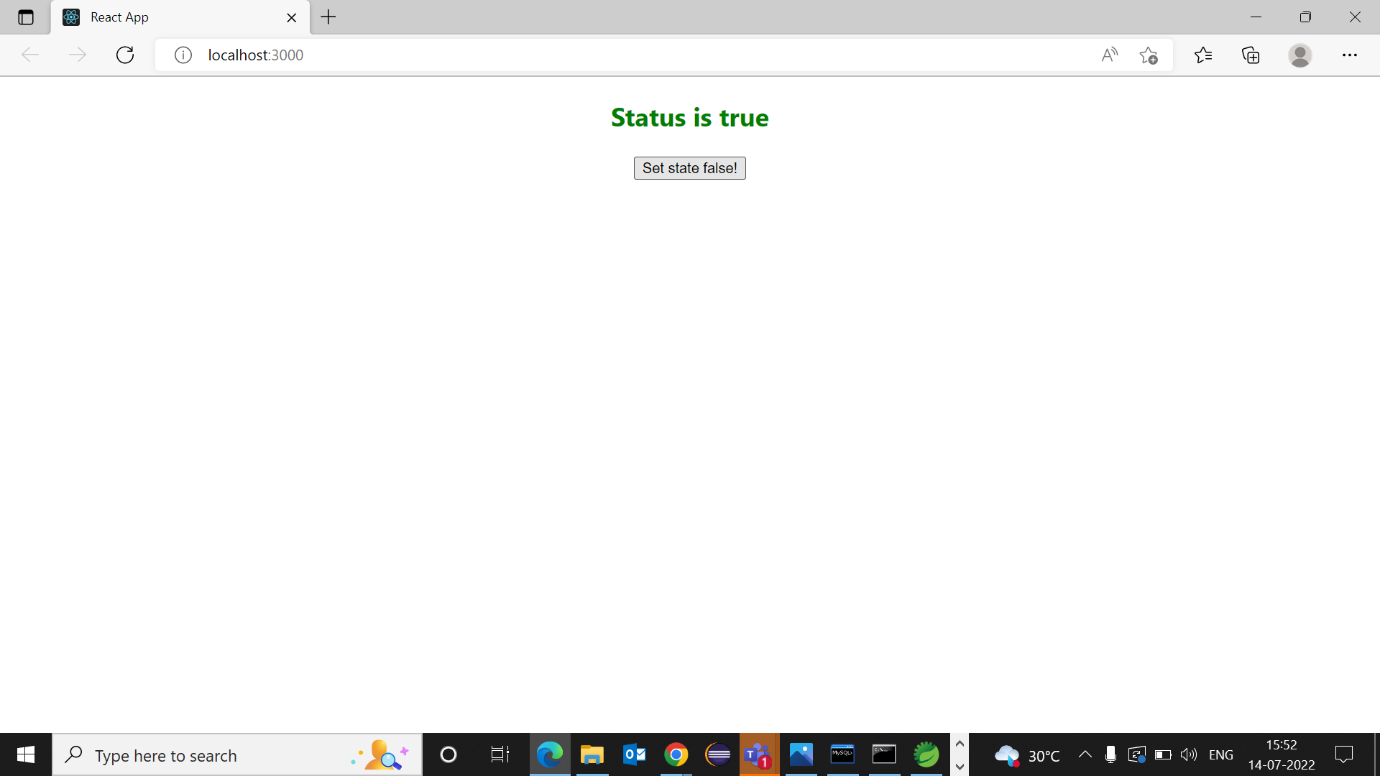 React App
localhost:3000
Status is true
Set state false!
Type here to search
1
30°C
ENG
15:52
14-07-2022